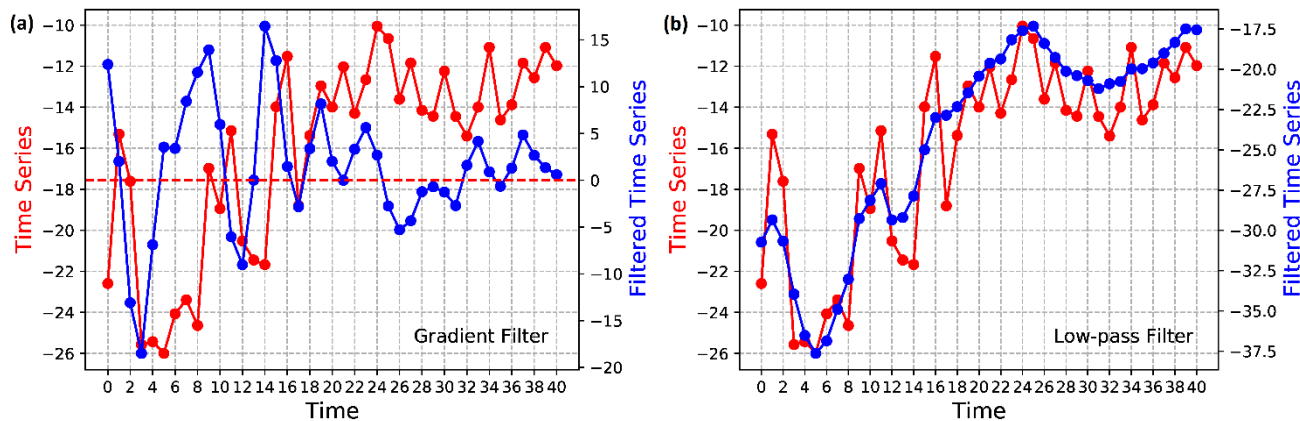 (a)
Time Series
−10
−12
−14
−16
−18
−20
−22
−24
−26
0 2 4 6 8 10 12 14 16 18 20 22 24 26 28 30 32 34 36 38 40
Time
15
10
5
0
−5
−10
−15
−20
Filtered Time Series
Gradient Filter
(b)
Time Series
−10
−12
−14
−16
−18
−20
−22
−24
−26
0 2 4 6 8 10 12 14 16 18 20 22 24 26 28 30 32 34 36 38 40
Time
−17.5
−20.0
−22.5
−25.0
−27.5
−30.0
−32.5
−35.0
−37.5
Filtered Time Series
Low-pass Filter